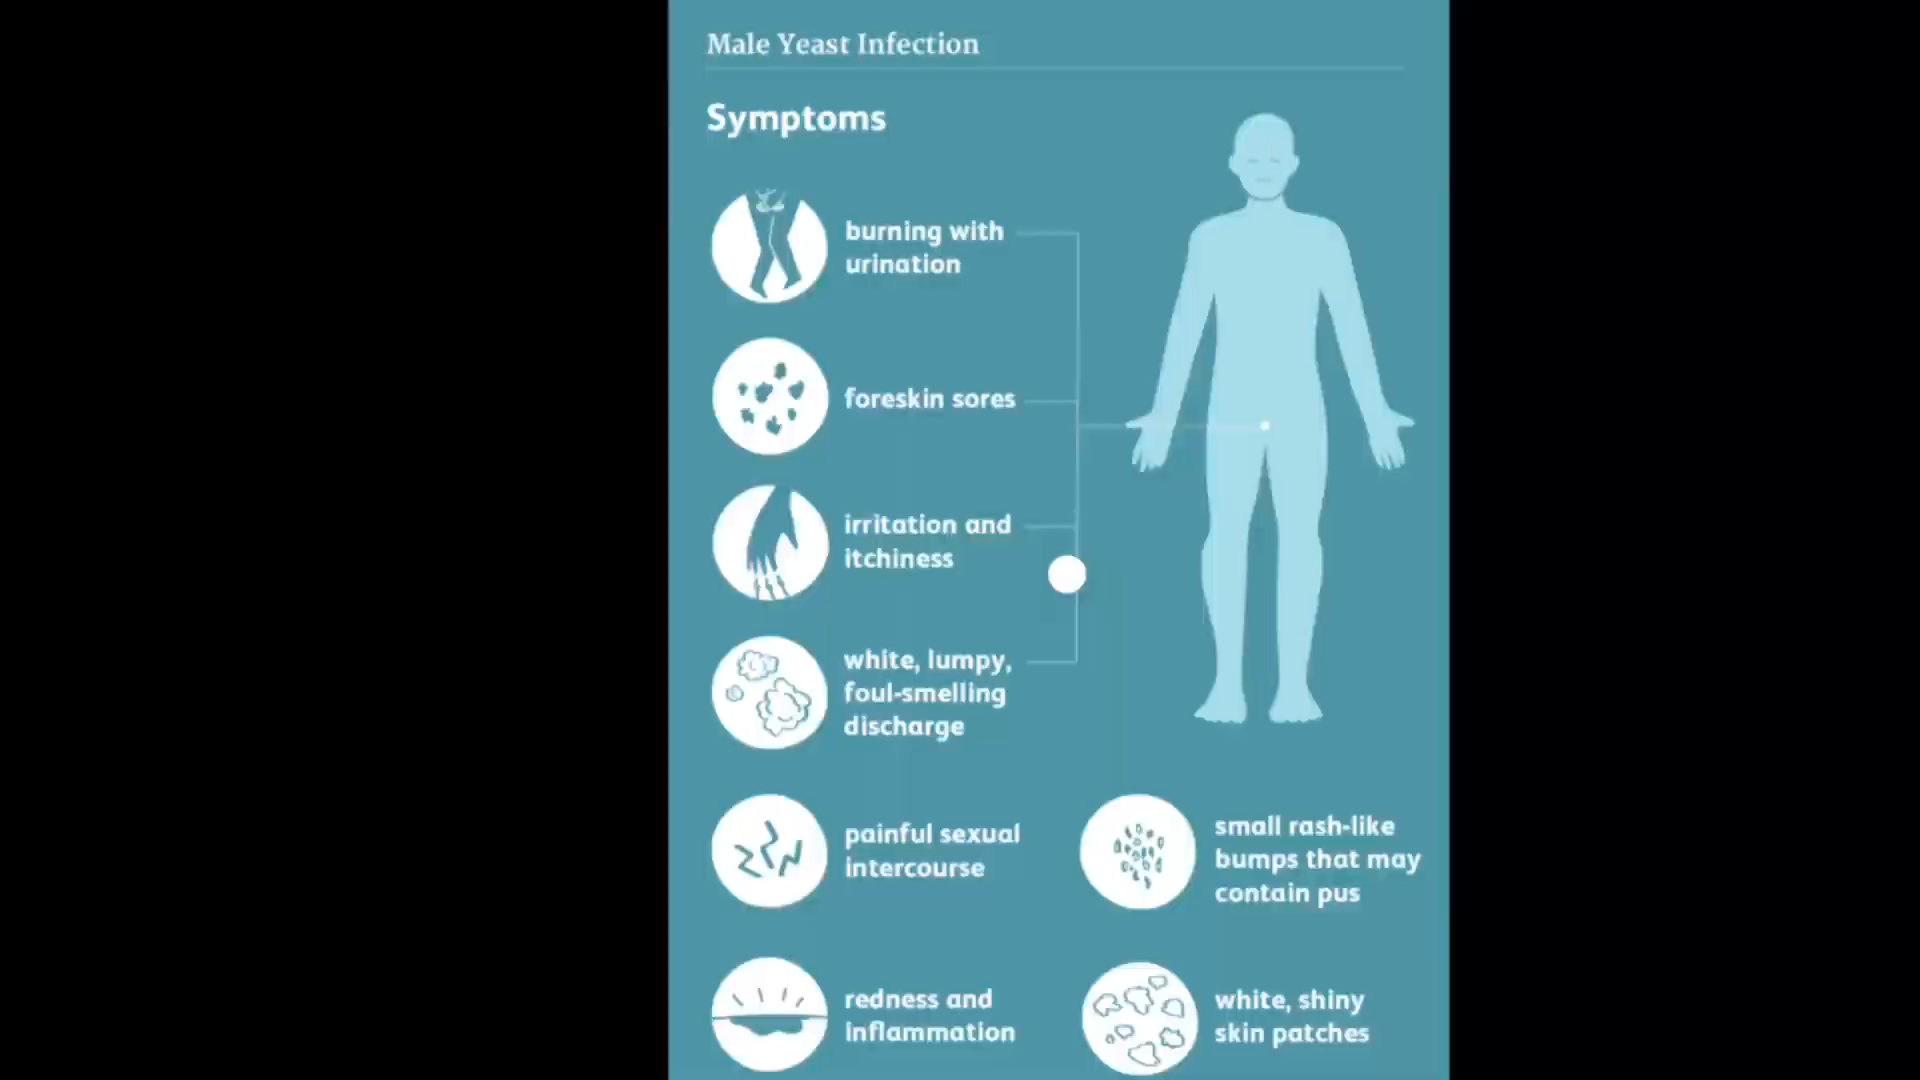 Male Yeast Infection
Symptoms
burning with
urination
foreskin sores
irritation and
itchiness
white, lumpy,
foul-smelling
discharge
painful sexual
intercourse
small rash-like
bumps that may
contain pus
redness and
inflammation
white, shiny
skin patches